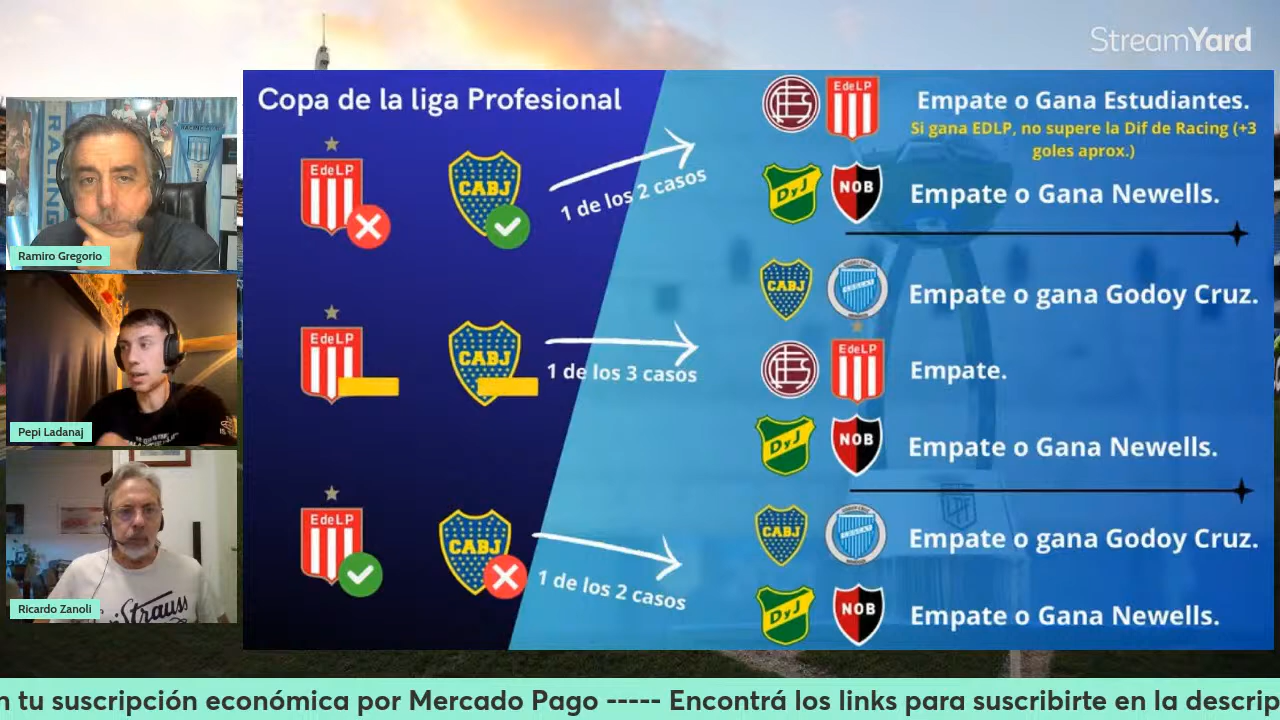 StreamYard
Copa de la liga Profesional
EdeLP
CABJ
1 de los 2 casos
EdeLP
CABJ
1 de los 3 casos
EdeLP
CABJ
1 de los 2 casos
EdeLP
Empate o Gana Estudiantes.
Si gana EDLP, no supere la Dif de Racing (+3
goles aprox.)
DyJ
NOB
Empate o Gana Newells.
CABJ
Empate o gana Godoy Cruz.
EdeLP
Empate.
DyJ
NOB
Empate o Gana Newells.
CABJ
Empate o gana Godoy Cruz.
DyJ
NOB
Empate o Gana Newells.
LPF
RACING
Ramiro Gregorio
Pepi Ladanaj
Ricardo Zanoli
n tu suscripción económica por Mercado Pago ----- Encontrá los links para suscribirte en la descrip